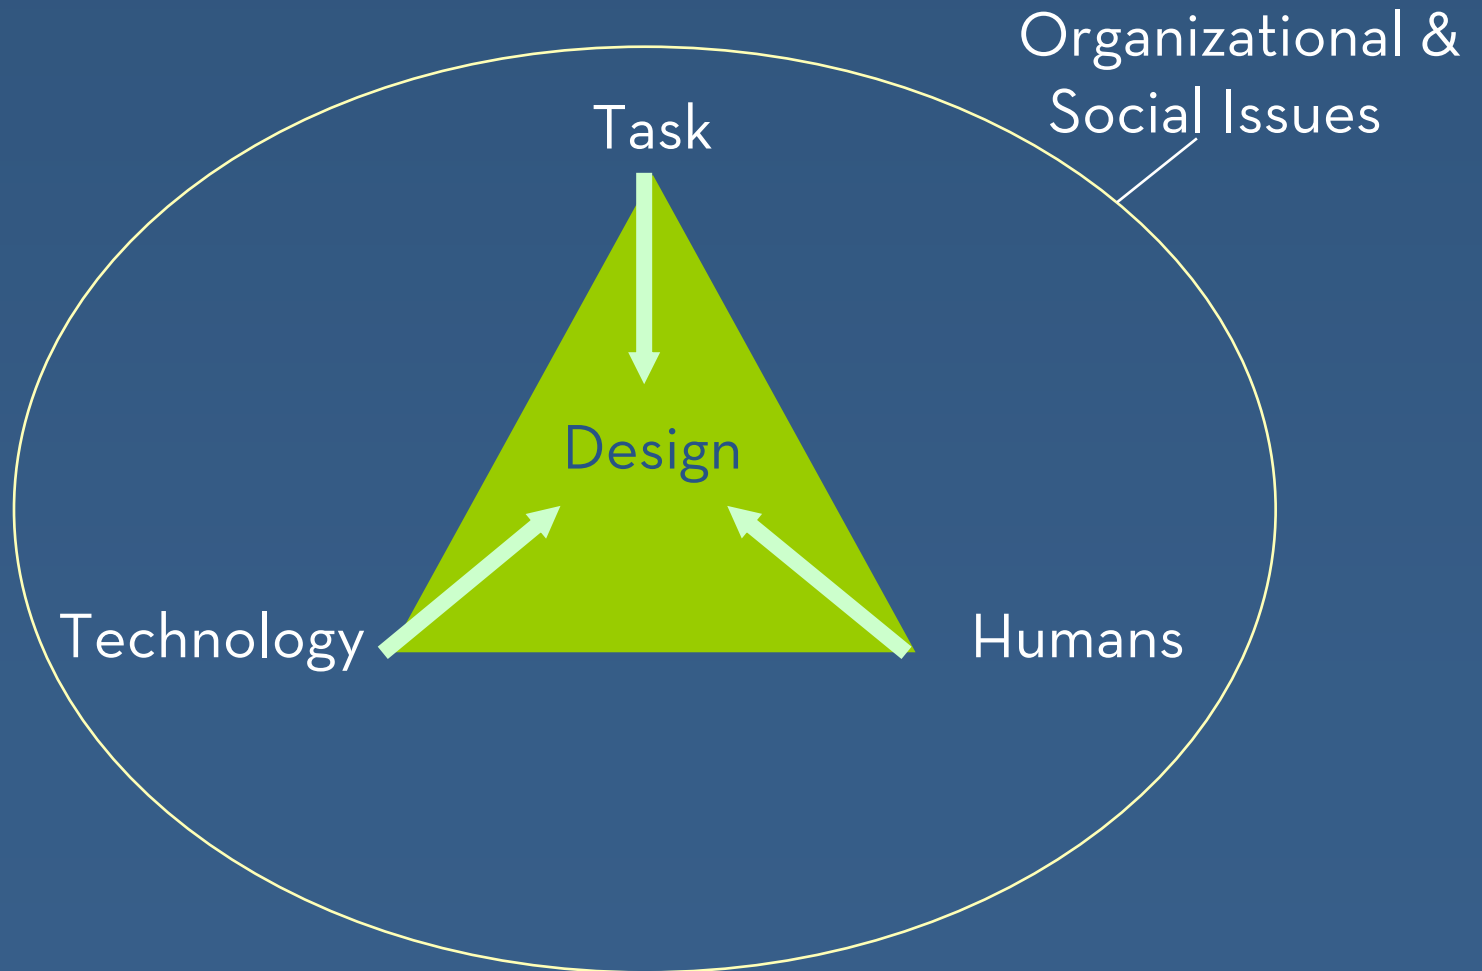 Organizational &
Social Issues
Task
Design
Technology
Humans